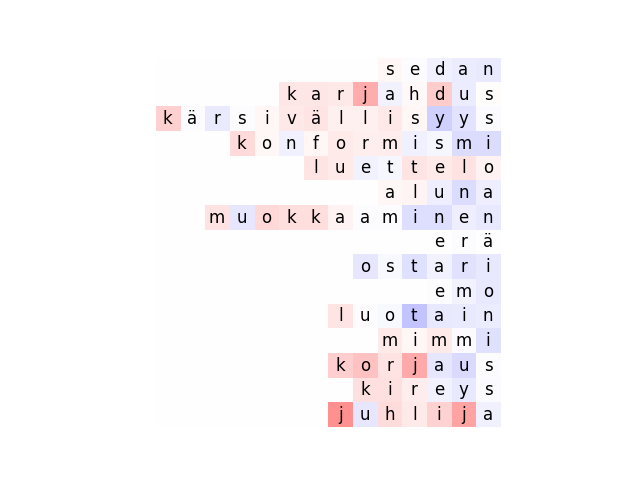 sedan
karjahdus
kärsivällisyys
konformismi
luettelo
aluna
muokkaaminen
erä
ostari
emo
luotain
mimmi
korjaus
kireys
juhlija